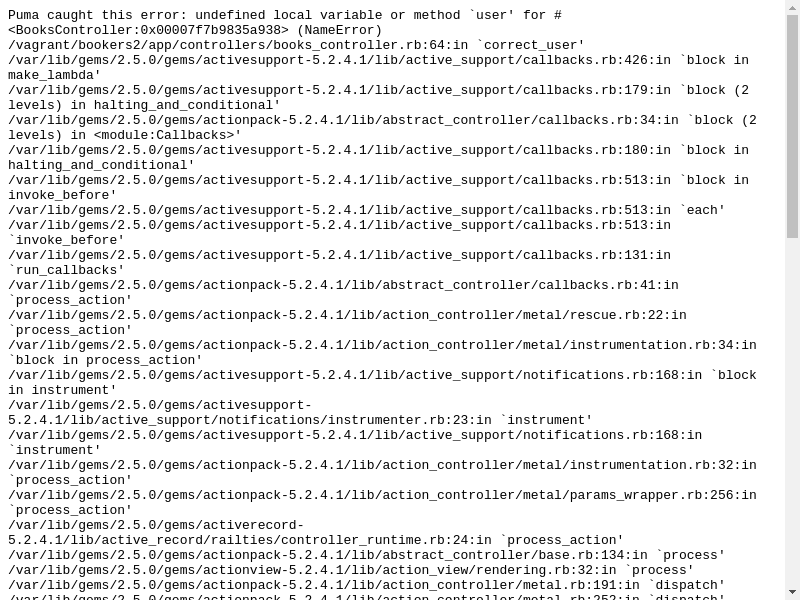 Puma caught this error: undefined local variable or method `user' for #
<BooksController:0x00007f7b9835a938> (NameError)
/vagrant/bookers2/app/controllers/books_controller.rb:64:in `correct_user'
/var/lib/gems/2.5.0/gems/activesupport-5.2.4.1/lib/active_support/callbacks.rb:426:in `block in
make_lambda'
/var/lib/gems/2.5.0/gems/activesupport-5.2.4.1/lib/active_support/callbacks.rb:179:in `block (2
levels) in halting_and_conditional'
/var/lib/gems/2.5.0/gems/actionpack-5.2.4.1/lib/abstract_controller/callbacks.rb:34:in `block (2
levels) in <module:Callbacks>'
/var/lib/gems/2.5.0/gems/activesupport-5.2.4.1/lib/active_support/callbacks.rb:180:in `block in
halting_and_conditional'
/var/lib/gems/2.5.0/gems/activesupport-5.2.4.1/lib/active_support/callbacks.rb:513:in `block in
invoke_before'
/var/lib/gems/2.5.0/gems/activesupport-5.2.4.1/lib/active_support/callbacks.rb:513:in `each'
/var/lib/gems/2.5.0/gems/activesupport-5.2.4.1/lib/active_support/callbacks.rb:513:in
`invoke_before'
/var/lib/gems/2.5.0/gems/activesupport-5.2.4.1/lib/active_support/callbacks.rb:131:in
`run_callbacks'
/var/lib/gems/2.5.0/gems/actionpack-5.2.4.1/lib/abstract_controller/callbacks.rb:41:in
`process_action'
/var/lib/gems/2.5.0/gems/actionpack-5.2.4.1/lib/action_controller/metal/rescue.rb:22:in
`process_action'
/var/lib/gems/2.5.0/gems/actionpack-5.2.4.1/lib/action_controller/metal/instrumentation.rb:34:in
`block in process_action'
/var/lib/gems/2.5.0/gems/activesupport-5.2.4.1/lib/active_support/notifications.rb:168:in `block
in instrument'
/var/lib/gems/2.5.0/gems/activesupport-
5.2.4.1/lib/active_support/notifications/instrumenter.rb:23:in `instrument'
/var/lib/gems/2.5.0/gems/activesupport-5.2.4.1/lib/active_support/notifications.rb:168:in
`instrument'
/var/lib/gems/2.5.0/gems/actionpack-5.2.4.1/lib/action_controller/metal/instrumentation.rb:32:in
`process_action'
/var/lib/gems/2.5.0/gems/actionpack-5.2.4.1/lib/action_controller/metal/params_wrapper.rb:256:in
`process_action'
/var/lib/gems/2.5.0/gems/activerecord-
5.2.4.1/lib/active_record/railties/controller_runtime.rb:24:in `process_action'
/var/lib/gems/2.5.0/gems/actionpack-5.2.4.1/lib/abstract_controller/base.rb:134:in `process'
/var/lib/gems/2.5.0/gems/actionview-5.2.4.1/lib/action_view/rendering.rb:32:in `process'
/var/lib/gems/2.5.0/gems/actionpack-5.2.4.1/lib/action_controller/metal.rb:191:in `dispatch'
/var/lib/gems/2.5.0/gems/actionpack-5.2.4.1/lib/action_controller/metal.rb:252:in `dispatch'